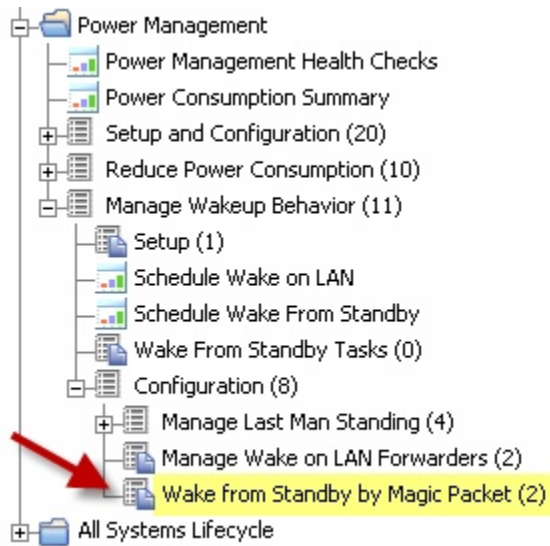 Power Management
Power Management Health Checks
Power Consumption Summary
Setup and Configuration (20)
Reduce Power Consumption (10)
Manage Wakeup Behavior (11)
Setup (1)
Schedule Wake on LAN
Schedule Wake From Standby
Wake From Standby Tasks (0)
Configuration (8)
Manage Last Man Standing (4)
Manage Wake on LAN Forwarders (2)
Wake from Standby by Magic Packet (2)
All Systems Lifecycle